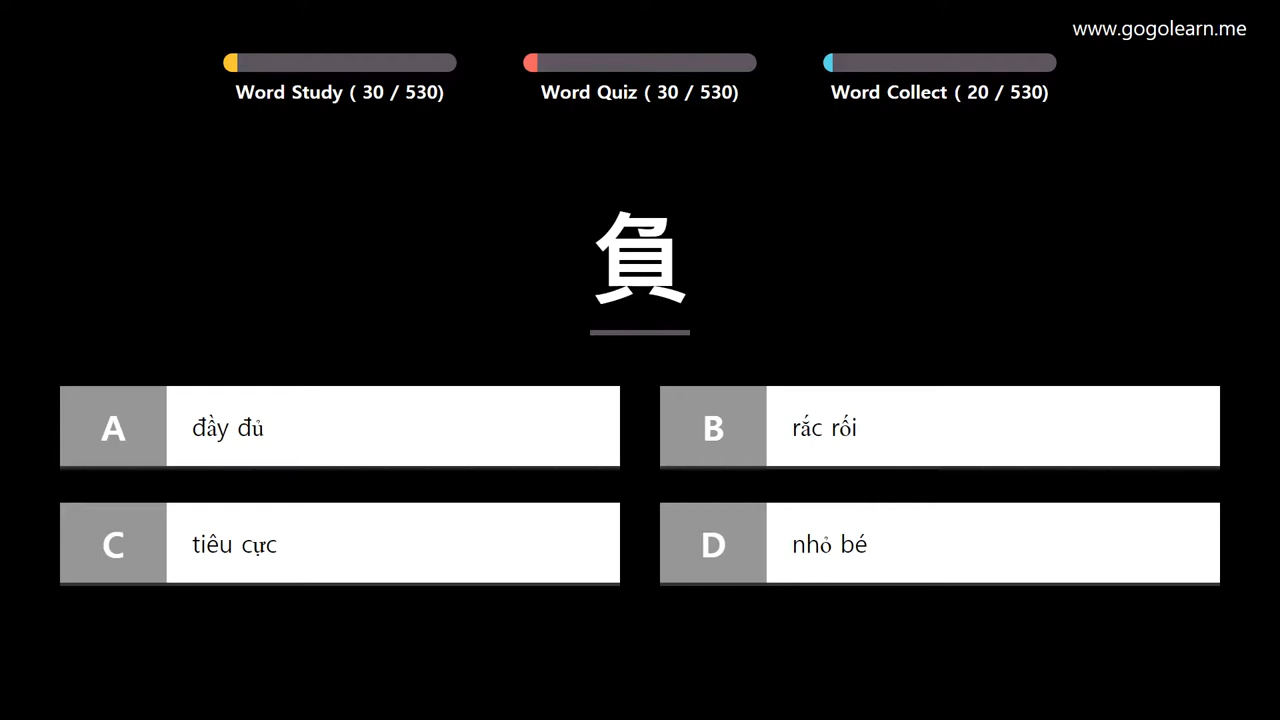 www.gogolearn.me
Word Study ( 30 / 530)
Word Quiz ( 30 / 530)
Word Collect ( 20 / 530)
負
A đầy đủ
B rắc rối
C tiêu cực
D nhỏ bé